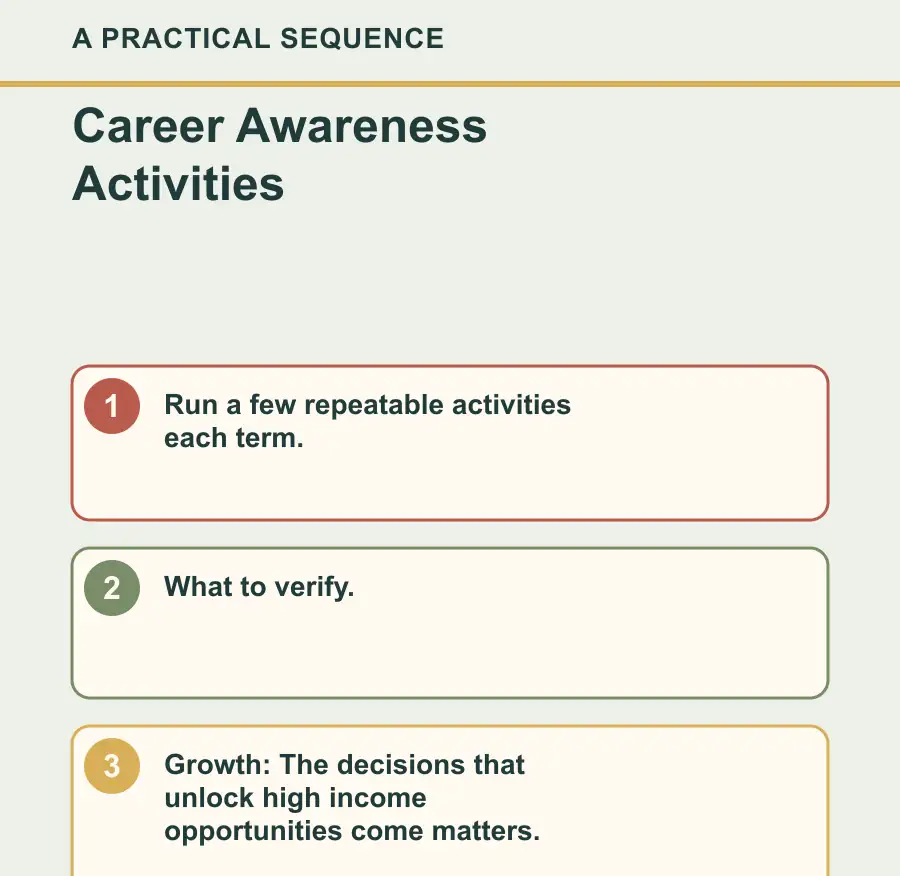 A PRACTICAL SEQUENCE
Career Awareness
Activities
1
Run a few repeatable activities
each term.
2
What to verify.
3
Growth: The decisions that
unlock high income
opportunities come matters.